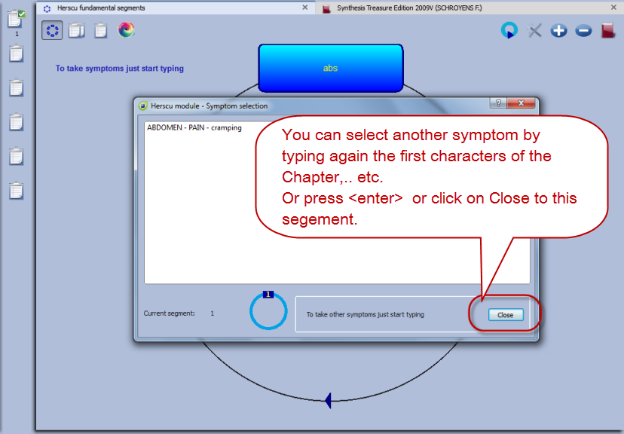 Herscu fundamental segments
Synthesis Treasure Edition 2009V (SCHROYENS F.)
1
To take symptoms just start typing
abs
Herscu module - Symptom selection
ABDOMEN - PAIN - cramping
You can select another symptom by
typing again the first characters of the
Chapter,.. etc.
Or press <enter>  or click on Close to this
segement.
1
Current segment: 1
To take other symptoms just start typing
Close